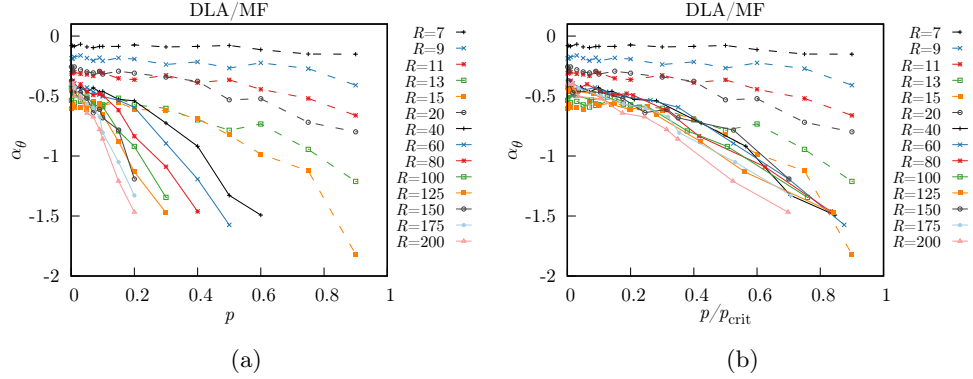 DLA/MF
0
-0.5
-1
-1.5
-2
α_θ
0
0.2
0.4
0.6
0.8
1
p
R=7
R=9
R=11
R=13
R=15
R=20
R=40
R=60
R=80
R=100
R=125
R=150
R=175
R=200
(a)
DLA/MF
0
-0.5
-1
-1.5
-2
α_θ
0
0.2
0.4
0.6
0.8
1
p/p_crit
R=7
R=9
R=11
R=13
R=15
R=20
R=40
R=60
R=80
R=100
R=125
R=150
R=175
R=200
(b)